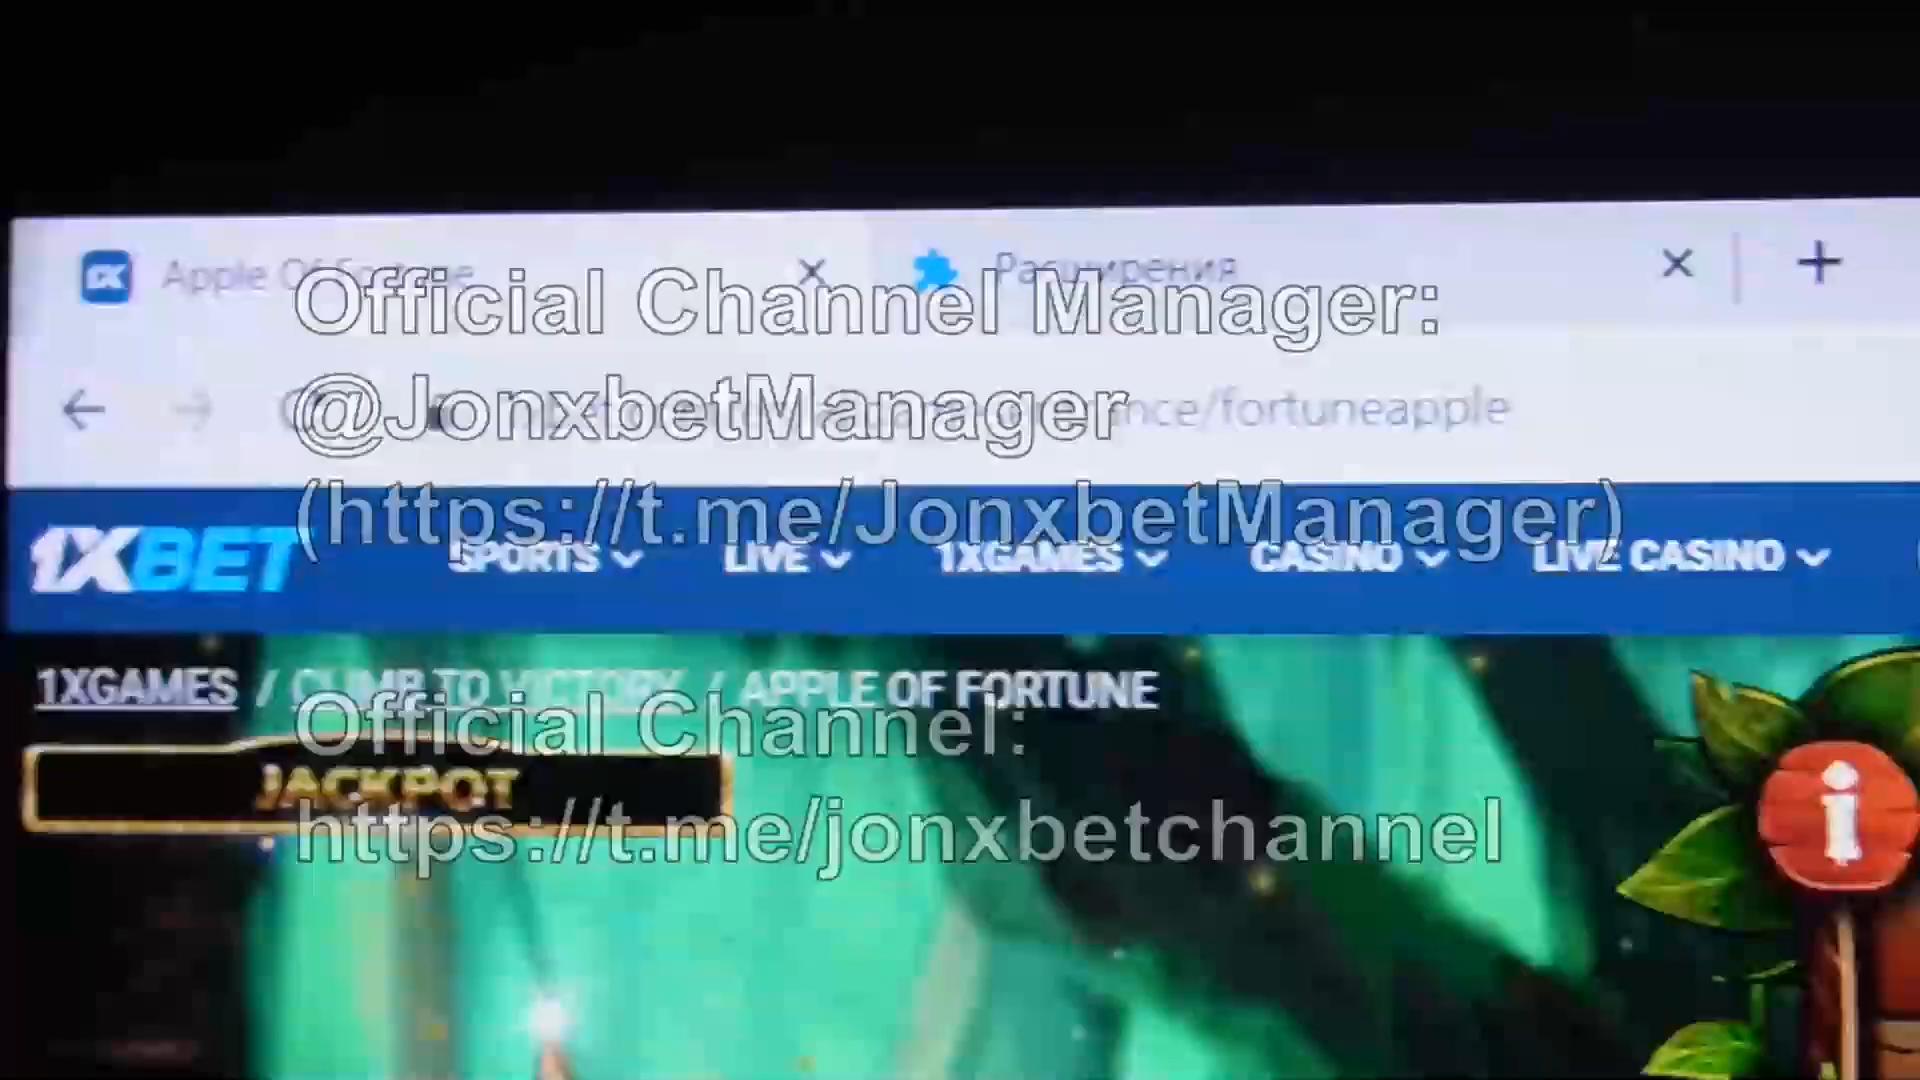 Apple Of Fortune
Расширения
Official Channel Manager:
@JonxbetManager
nce/fortuneapple
(https://t.me/JonxbetManager)
1XBET
SPORTS LIVE 1XGAMES CASINO LIVE CASINO
1XGAMES / CLIMB TO VICTORY / APPLE OF FORTUNE
Official Channel:
JACKPOT
https://t.me/jonxbetchannel